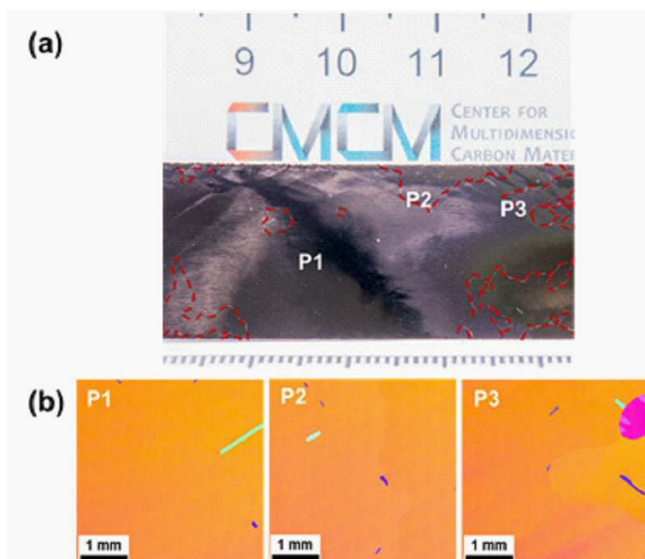 (a)
9 10 11 12
CMCM
CENTER FOR
MULTIDIMENSIO
CARBON MATER
P1
P2
P3
(b)
P1
P2
P3
1 mm
1 mm
1 mm